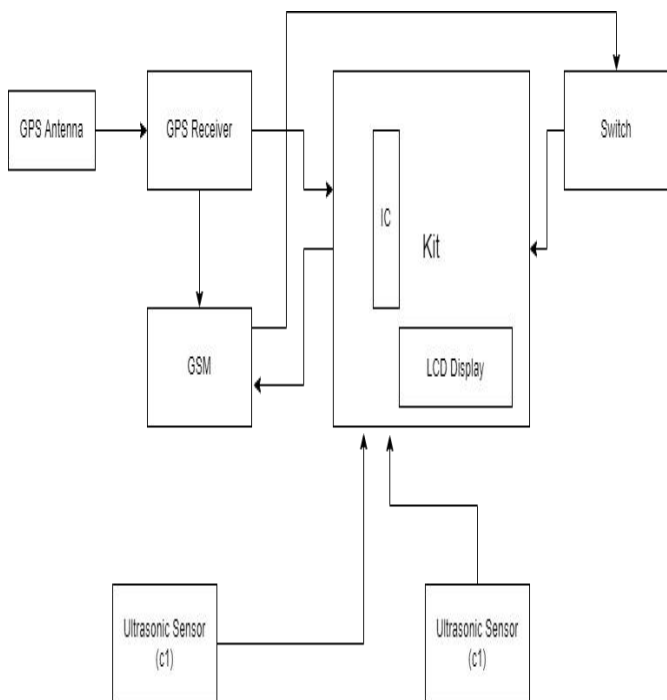 GPS Antenna
GPS Receiver
Switch
IC
Kit
GSM
LCD Display
Ultrasonic Sensor
(c1)
Ultrasonic Sensor
(c1)